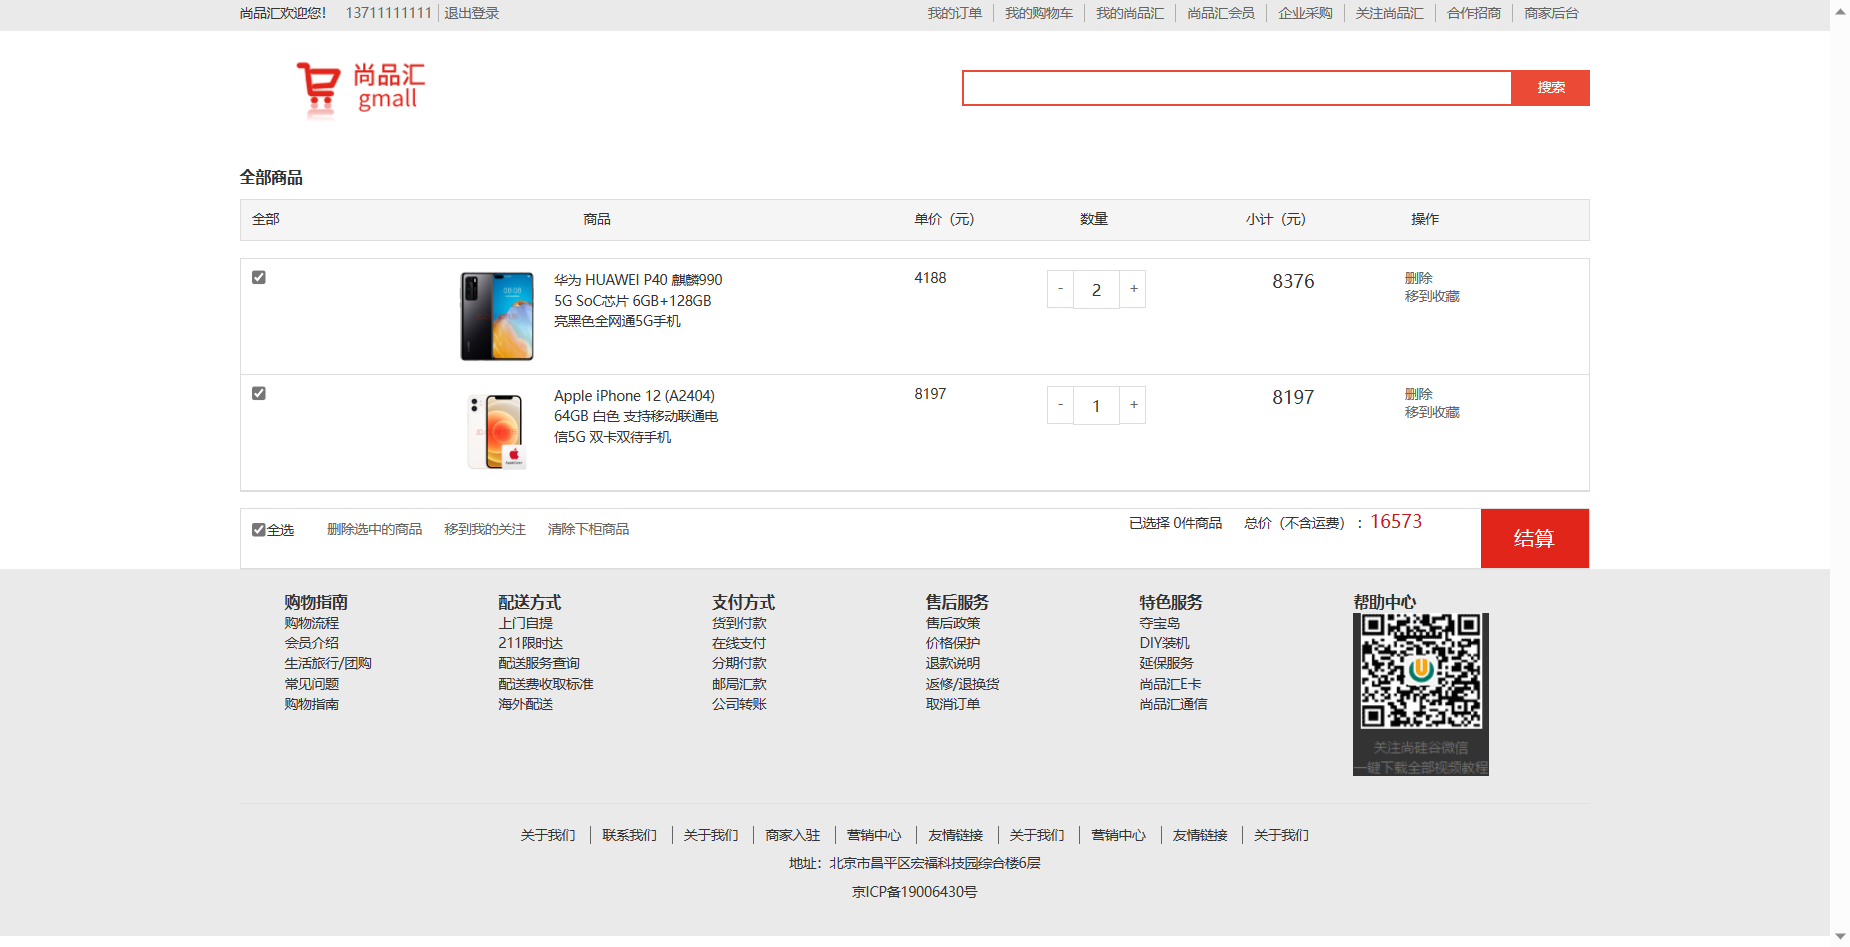 尚品汇欢迎您! 13711111111 退出登录 我的订单 我的购物车 我的尚品汇 尚品汇会员 企业采购 关注尚品汇 合作招商 商家后台
尚品汇
gmall
搜索
全部商品
全部 商品 单价（元） 数量 小计（元） 操作
华为 HUAWEI P40 麒麟990 4188 - 2 + 8376 删除
5G SoC芯片 6GB+128GB 移到收藏
亮黑色全网通5G手机
Apple iPhone 12 (A2404) 8197 - 1 + 8197 删除
64GB 白色 支持移动联通电 移到收藏
信5G 双卡双待手机
全选 删除选中的商品 移到我的关注 清除下柜商品 已选择 0件商品 总价（不含运费）： 16573 结算
购物指南 配送方式 支付方式 售后服务 特色服务 帮助中心
购物流程 上门自提 货到付款 售后政策 夺宝岛
会员介绍 211限时达 在线支付 价格保护 DIY装机
生活旅行/团购 配送服务查询 分期付款 退款说明 延保服务
常见问题 配送费收取标准 邮局汇款 返修/退换货 尚品汇E卡
购物指南 海外配送 公司转账 取消订单 尚品汇通信
关注尚硅谷微信
一键下载全部视频教程
关于我们 联系我们 关于我们 商家入驻 营销中心 友情链接 关于我们 营销中心 友情链接 关于我们
地址：北京市昌平区宏福科技园综合楼6层
京ICP备19006430号